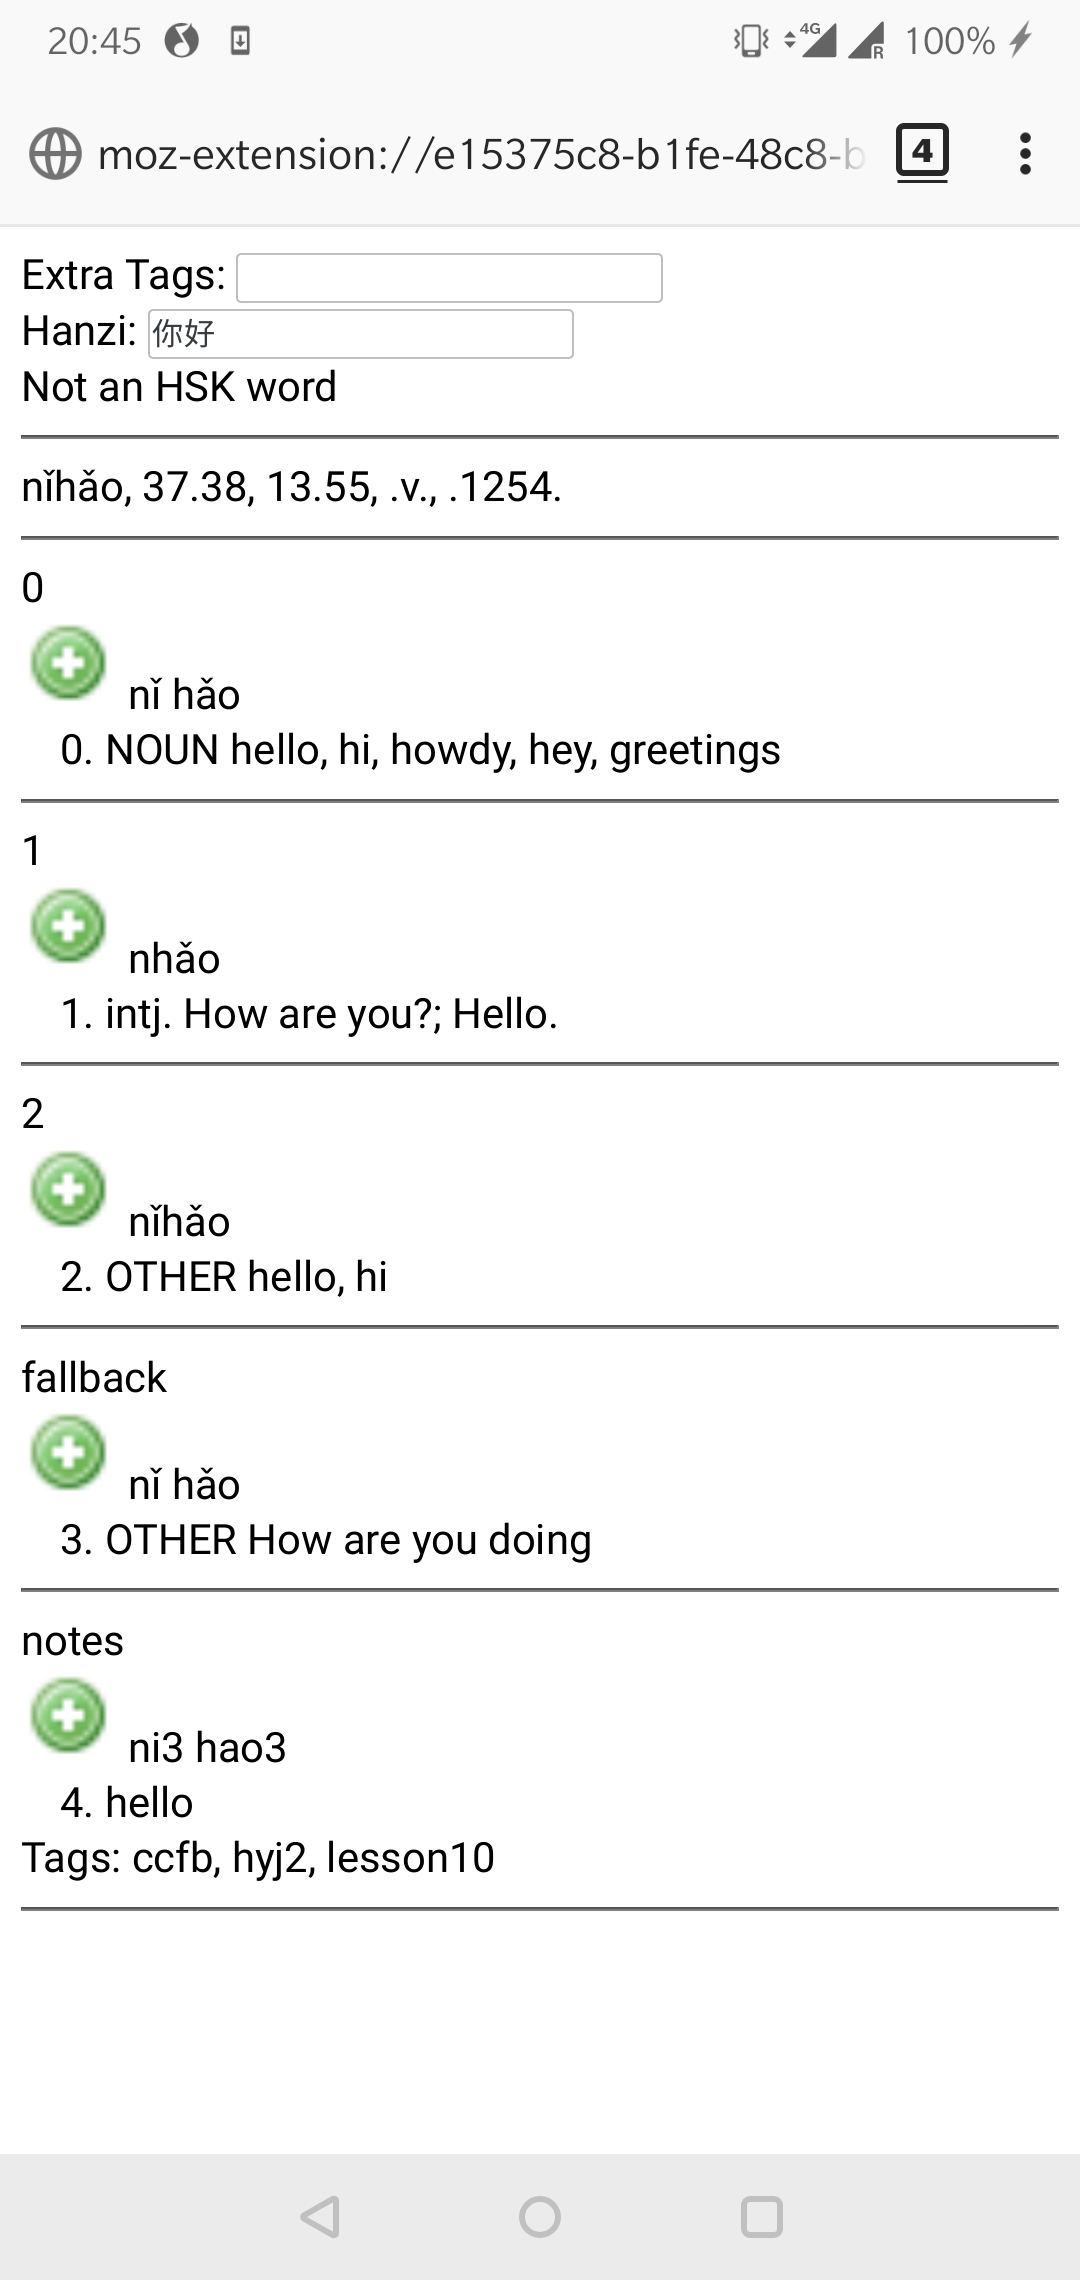 20:45 4G R 100%
moz-extension://e15375c8-b1fe-48c8-b 4
Extra Tags:
Hanzi: 你好
Not an HSK word
nǐhǎo, 37.38, 13.55, .v., .1254.
0
nǐ hǎo
0. NOUN hello, hi, howdy, hey, greetings
1
nhǎo
1. intj. How are you?; Hello.
2
nǐhǎo
2. OTHER hello, hi
fallback
nǐ hǎo
3. OTHER How are you doing
notes
ni3 hao3
4. hello
Tags: ccfb, hyj2, lesson10